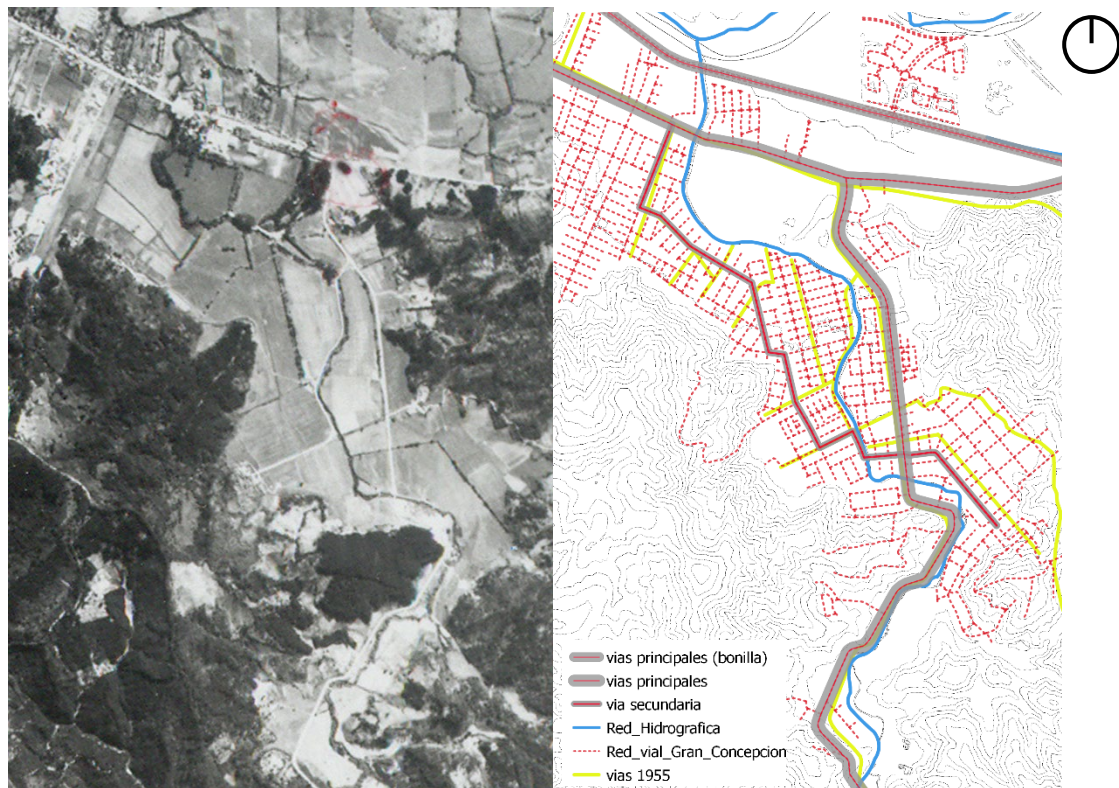 vias principales (bonilla)
vias principales
via secundaria
Red_Hidrografica
Red_vial_Gran_Concepcion
vias 1955